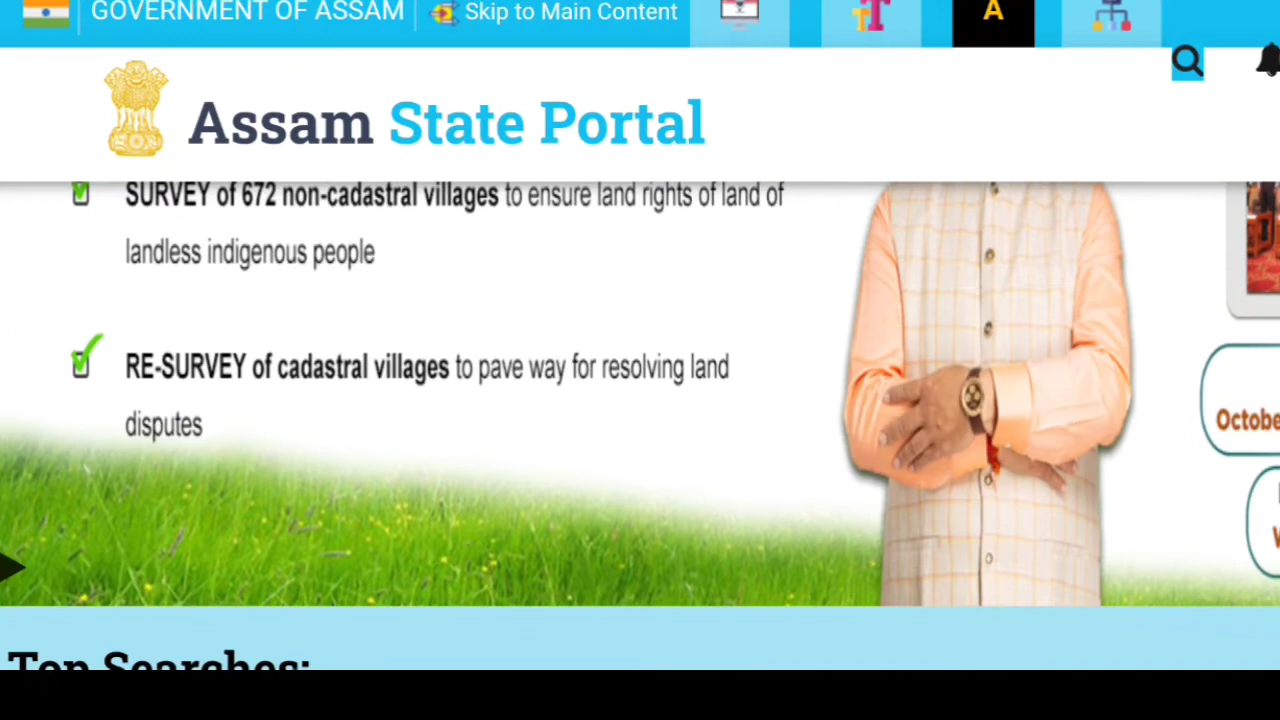 GOVERNMENT OF ASSAM Skip to Main Content A
Assam State Portal
SURVEY of 672 non-cadastral villages to ensure land rights of land of
landless indigenous people
RE-SURVEY of cadastral villages to pave way for resolving land
disputes
Top Searches: